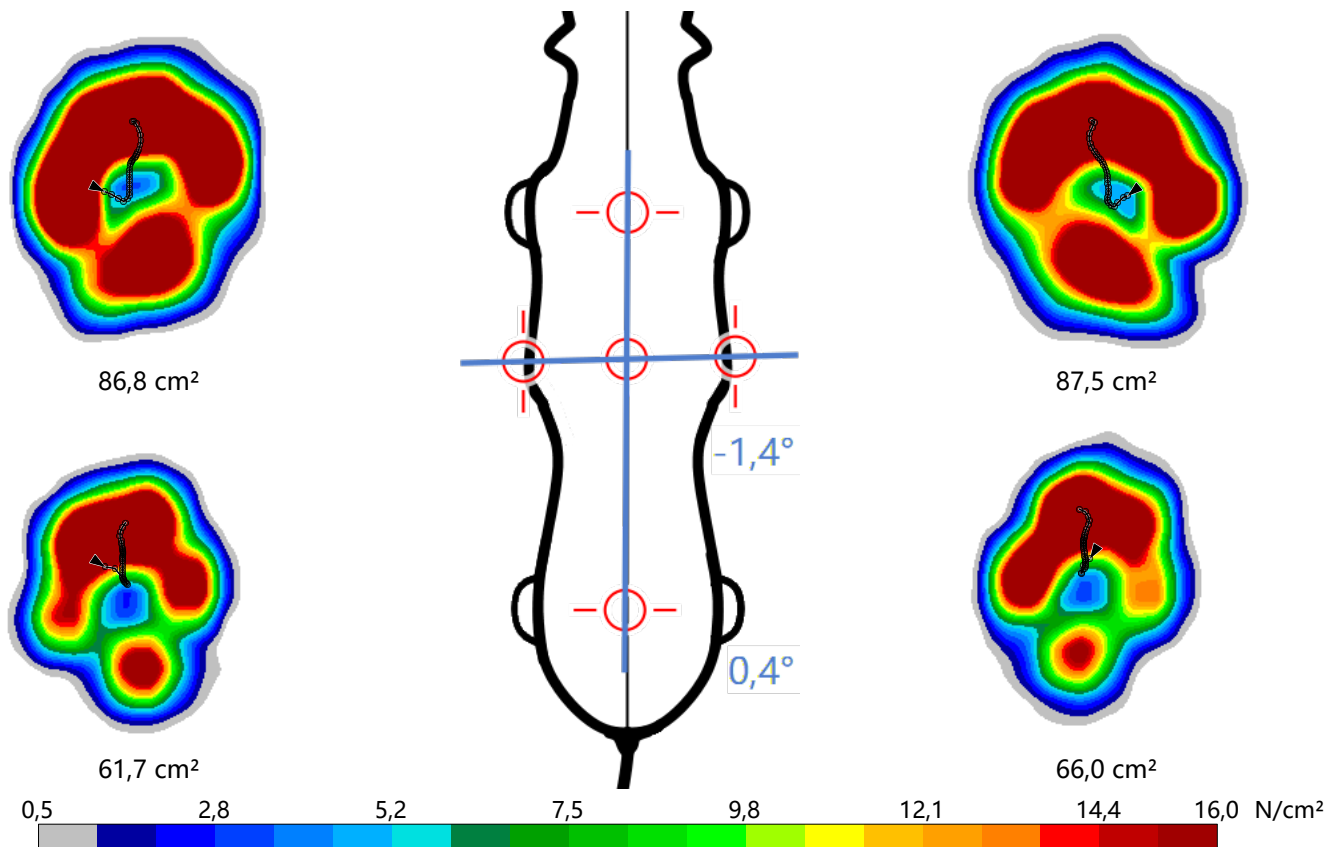 86,8 cm²
87,5 cm²
-1,4°
0,4°
61,7 cm²
66,0 cm²
0,5 2,8 5,2 7,5 9,8 12,1 14,4 16,0 N/cm²